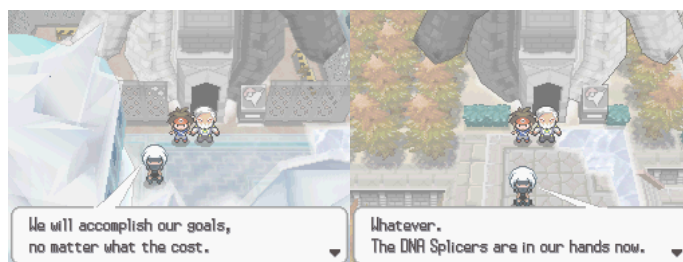 We will accomplish our goals,
no matter what the cost.
Whatever.
The DNA Splicers are in our hands now.